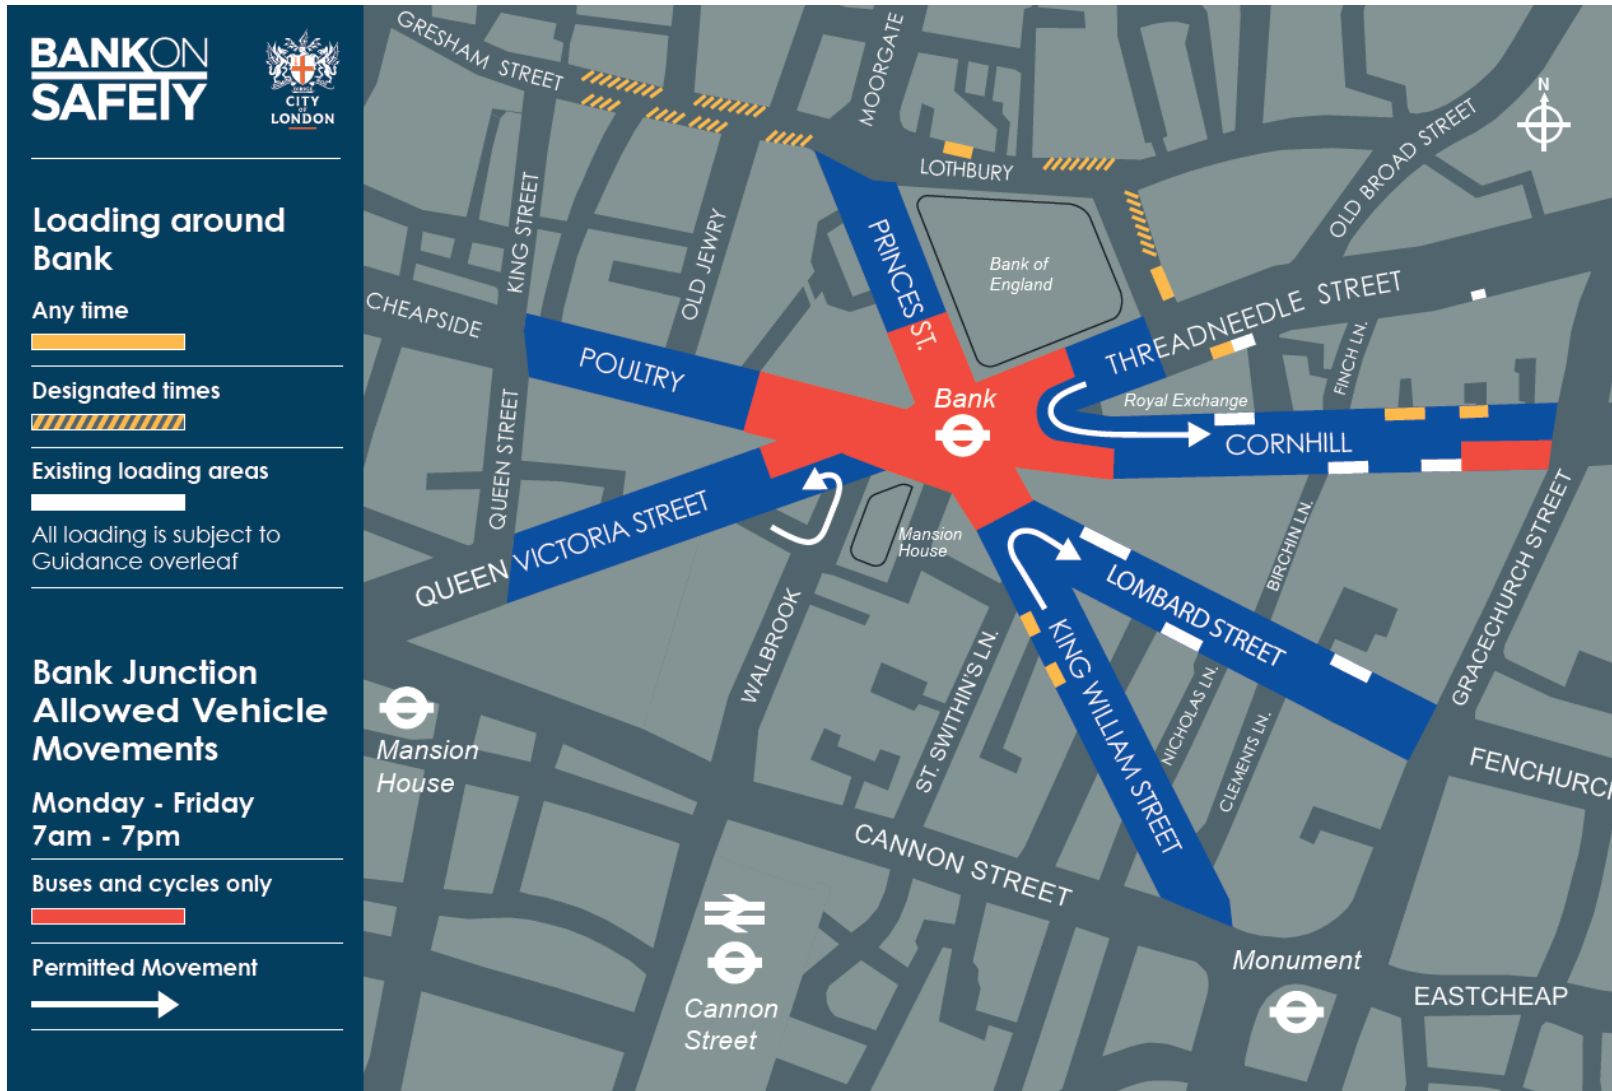 BANK ON
SAFETY
CITY
OF
LONDON
Loading around
Bank
Any time
Designated times
Existing loading areas
All loading is subject to
Guidance overleaf
Bank Junction
Allowed Vehicle
Movements
Monday - Friday
7am - 7pm
Buses and cycles only
Permitted Movement
GRESHAM STREET
MOORGATE
N
LOTHBURY
OLD BROAD STREET
KING STREET
OLD JEWRY
PRINCES ST.
Bank of
England
CHEAPSIDE
THREADNEEDLE STREET
POULTRY
FINCH LN.
Bank
Royal Exchange
CORNHILL
QUEEN STREET
QUEEN VICTORIA STREET
Mansion
House
BIRCHIN LN.
GRACECHURCH STREET
LOMBARD STREET
WALBROOK
ST. SWITHIN'S LN.
KING WILLIAM STREET
NICHOLAS LN.
CLEMENTS LN.
Mansion
House
FENCHURCH
CANNON STREET
Cannon
Street
Monument
EASTCHEAP